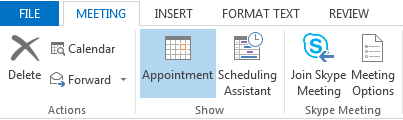 FILE MEETING INSERT FORMAT TEXT REVIEW
Delete
Calendar
Forward
Actions
Appointment
Scheduling
Assistant
Show
Join Skype
Meeting
Meeting
Options
Skype Meeting